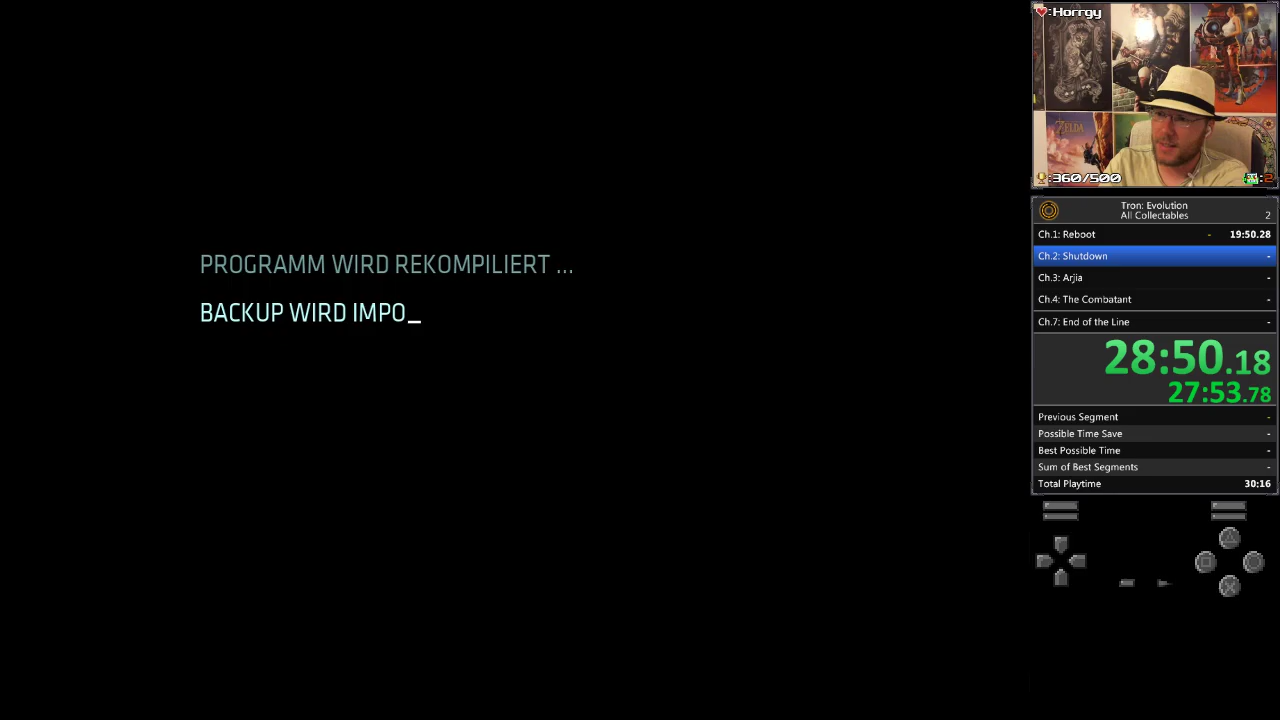 :Horrgy
ZELDA
:360/500
:2
Tron: Evolution
All Collectables
2
Ch.1: Reboot - 19:50.28
Ch.2: Shutdown -
Ch.3: Arjia -
Ch.4: The Combatant -
Ch.7: End of the Line -
28:50.18
27:53.78
Previous Segment -
Possible Time Save -
Best Possible Time -
Sum of Best Segments -
Total Playtime 30:16
PROGRAMM WIRD REKOMPILIERT ...
BACKUP WIRD IMPO_